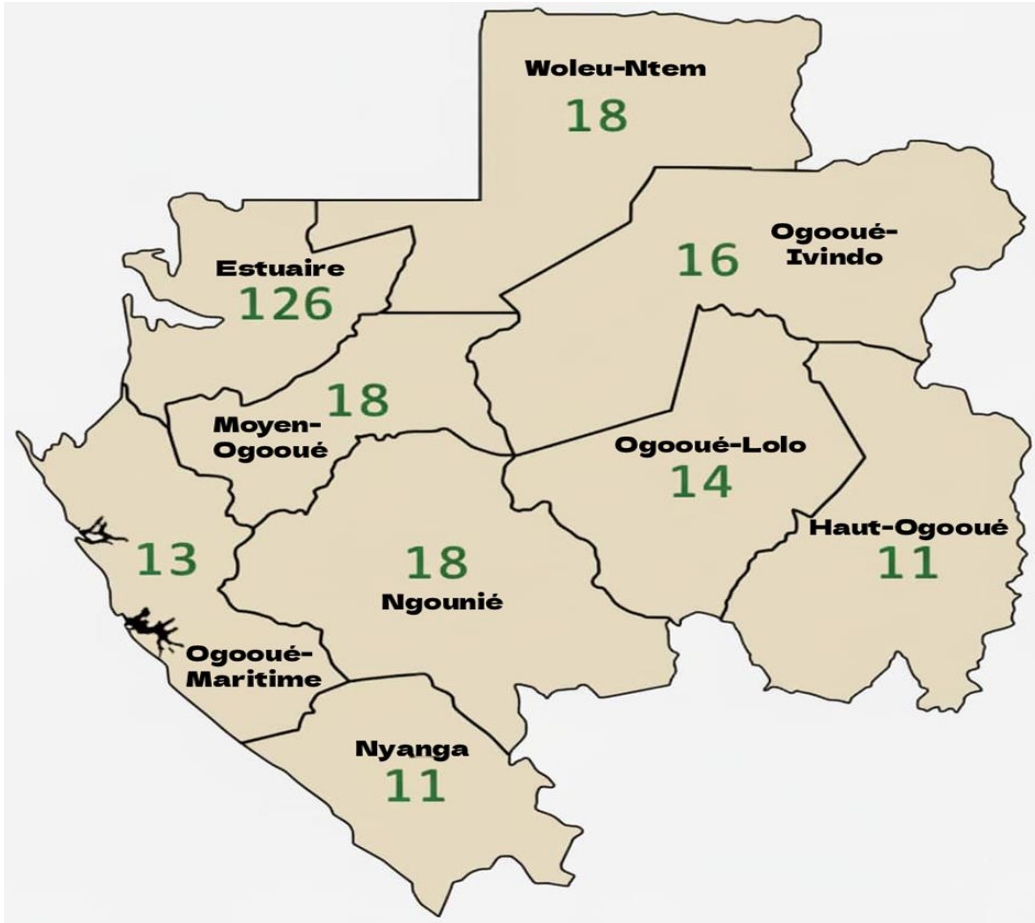 Woleu-Ntem
18
Ogooué-
Ivindo
16
Estuaire
126
18
Moyen-
Ogooué
Ogooué-Lolo
14
Haut-Ogooué
11
13
18
Ngounié
Ogooué-
Maritime
Nyanga
11